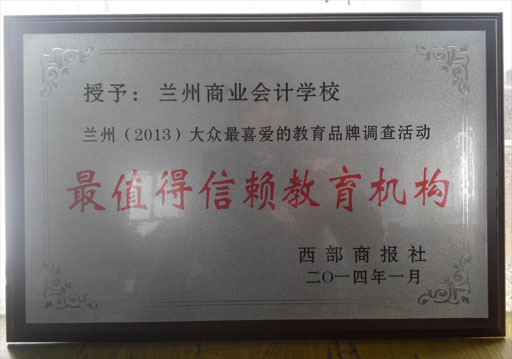 授予：兰州商业会计学校
兰州（2013）大众最喜爱的教育品牌调查活动
最值得信赖教育机构
西部商报社
二〇一四年一月